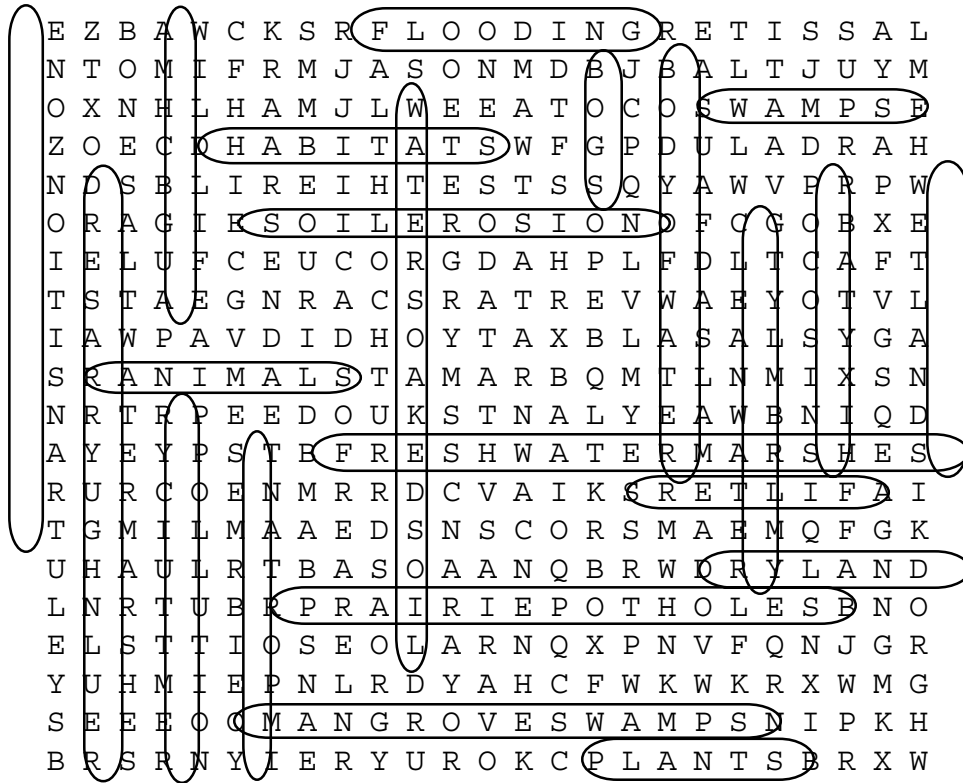 E Z B A W C K S R F L O O D I N G R E T I S S A L
N T O M I F R M J A S O N M D B J B A L T J U Y M
O X N H L H A M J L W E E A T O C O S W A M P S E
Z O E C D H A B I T A T S W F G P D U L A D R A H
N D S B L I R E I H T E S T S S Q Y A W V P R P W
O R A G I E S O I L E R O S I O N D F C G O B X E
I E L U F C E U C O R G D A H P L F D L T C A F T
T S T A E G N R A C S R A T R E V W A E Y O T V L
I A W P A V D I D H O Y T A X B L A S A L S Y G A
S R A N I M A L S T A M A R B Q M T L N M I X S N
N R T R P E E D O U K S T N A L Y E A W B N I Q D
A Y E Y P S T B F R E S H W A T E R M A R S H E S
R U R C O E N M R R D C V A I K S R E T L I F A I
T G M I L M A A E D S N S C O R S M A E M Q F G K
U H A U L R T B A S O A A N Q B R W D R Y L A N D
L N R T U B R P R A I R I E P O T H O L E S B N O
E L S T T I O S E O L A R N Q X P N V F Q N J G R
Y U H M I E P N L R D Y A H C F W K W K R X W M G
S E E E O C M A N G R O V E S W A M P S N I P K H
B R S R N Y I E R Y U R O K C P L A N T S B R X W